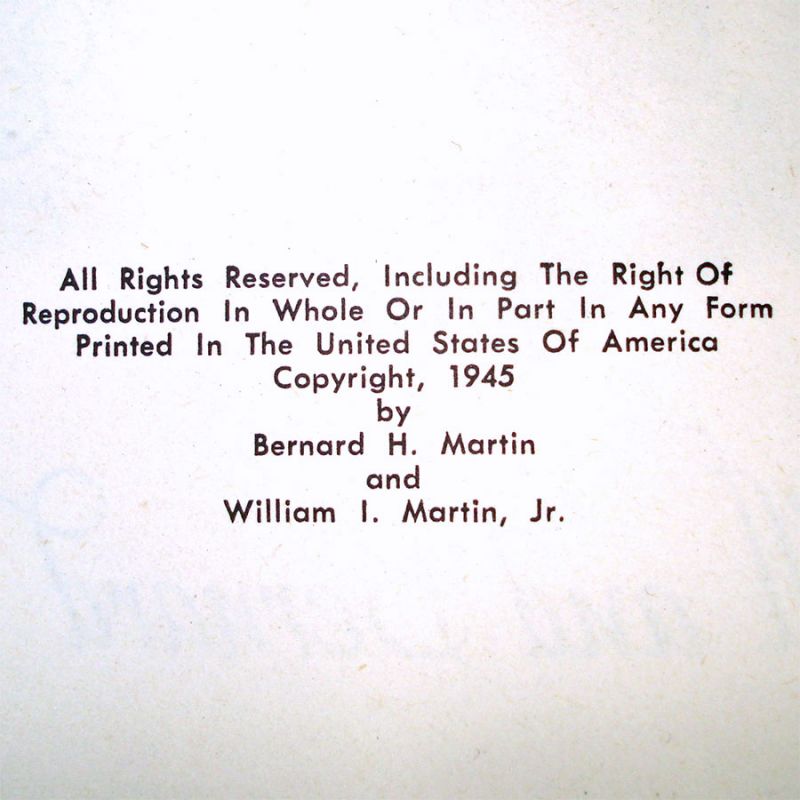 All Rights Reserved, Including The Right Of
Reproduction In Whole Or In Part In Any Form
Printed In The United States Of America
Copyright, 1945
by
Bernard H. Martin
and
William I. Martin, Jr.